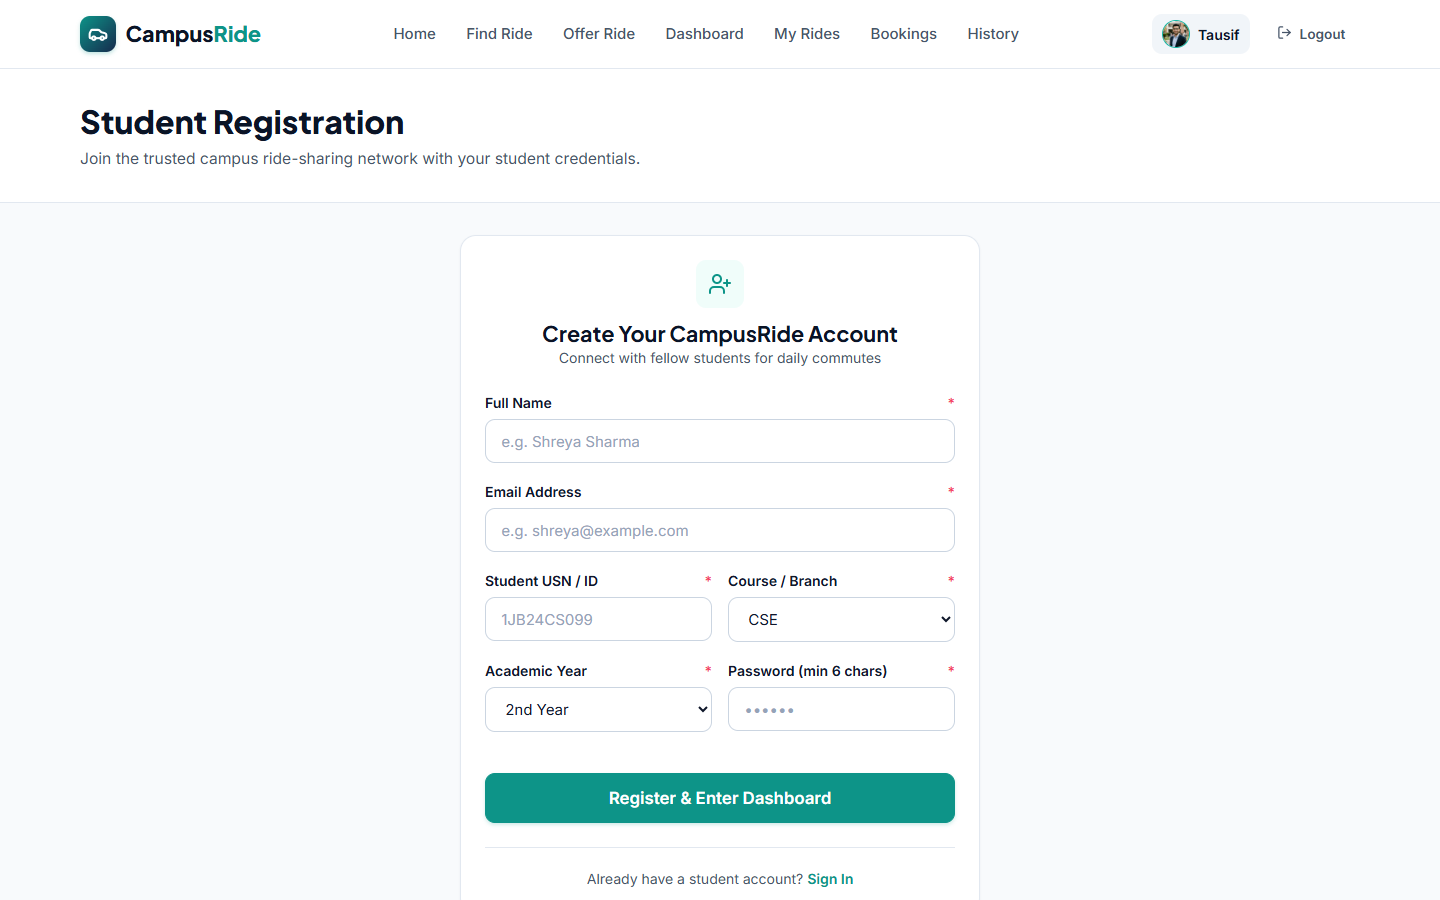 CampusRide
Home Find Ride Offer Ride Dashboard My Rides Bookings History
Tausif
Logout
Student Registration
Join the trusted campus ride-sharing network with your student credentials.
Create Your CampusRide Account
Connect with fellow students for daily commutes
Full Name *
e.g. Shreya Sharma
Email Address *
e.g. shreya@example.com
Student USN / ID * Course / Branch *
1JB24CS099 CSE
Academic Year * Password (min 6 chars) *
2nd Year ••••••
Register & Enter Dashboard
Already have a student account? Sign In